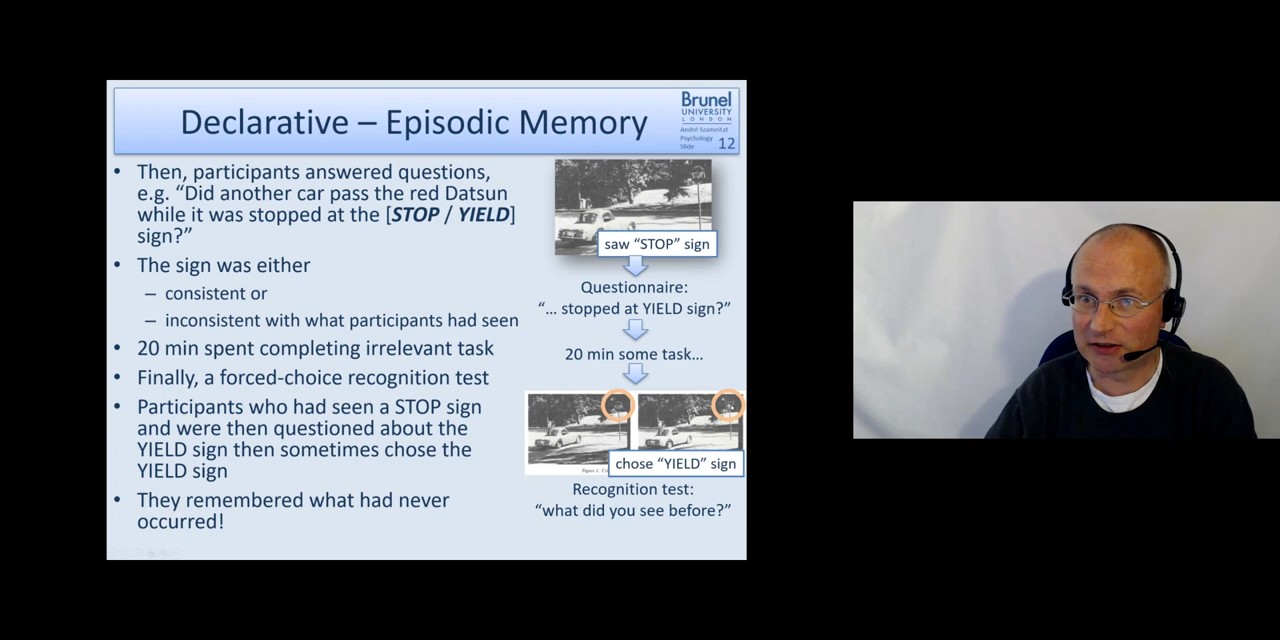 Declarative – Episodic Memory
Brunel
UNIVERSITY
LONDON
André Szameitat
Psychology
Slide 12
• Then, participants answered questions,
e.g. “Did another car pass the red Datsun
while it was stopped at the [STOP / YIELD]
sign?”
• The sign was either
– consistent or
– inconsistent with what participants had seen
• 20 min spent completing irrelevant task
• Finally, a forced-choice recognition test
• Participants who had seen a STOP sign
and were then questioned about the
YIELD sign then sometimes chose the
YIELD sign
• They remembered what had never
occurred!
saw “STOP” sign
Questionnaire:
“... stopped at YIELD sign?”
20 min some task...
chose “YIELD” sign
Recognition test:
“what did you see before?”